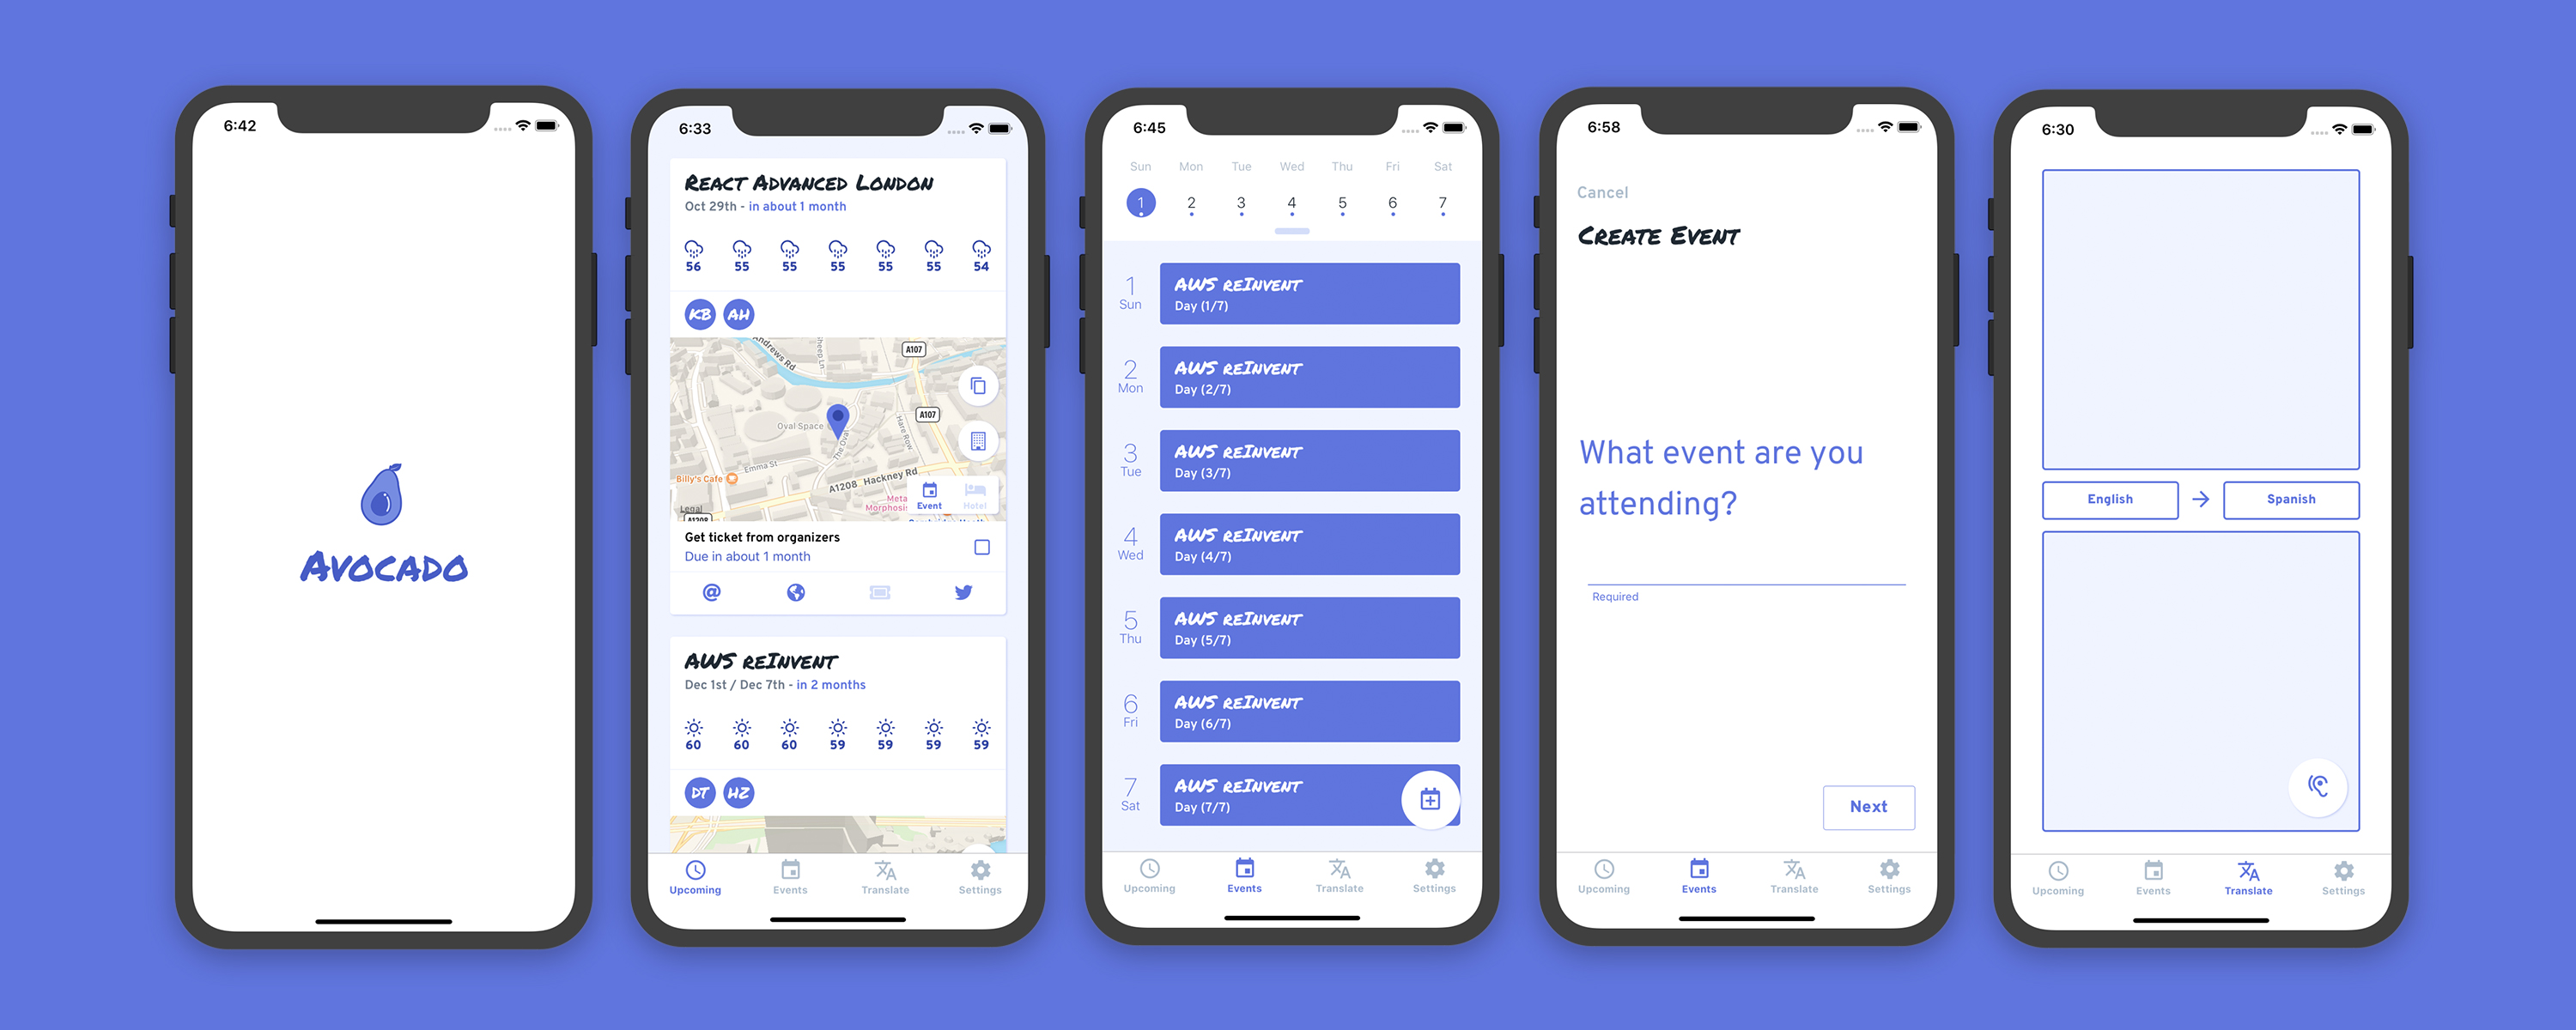 6:42
AVOCADO
6:33
REACT ADVANCED LONDON
Oct 29th - in about 1 month
56 55 55 55 55 55 54
KB AH
Andrews Rd
Sheep Ln
A107
A107
Oval Space
The Oval
Hare Row
Emma St
Billy's Cafe
A1208 Hackney Rd
Meta
Morphosis
Legal
A1208
Event Hotel
Get ticket from organizers
Due in about 1 month
@
AWS REINVENT
Dec 1st / Dec 7th - in 2 months
60 60 60 59 59 59 59
DT HZ
Upcoming Events Translate Settings
6:45
Sun Mon Tue Wed Thu Fri Sat
1 2 3 4 5 6 7
1 Sun
AWS REINVENT
Day (1/7)
2 Mon
AWS REINVENT
Day (2/7)
3 Tue
AWS REINVENT
Day (3/7)
4 Wed
AWS REINVENT
Day (4/7)
5 Thu
AWS REINVENT
Day (5/7)
6 Fri
AWS REINVENT
Day (6/7)
7 Sat
AWS REINVENT
Day (7/7)
Upcoming Events Translate Settings
6:58
Cancel
CREATE EVENT
What event are you
attending?
Required
Next
Upcoming Events Translate Settings
6:30
English → Spanish
Upcoming Events Translate Settings